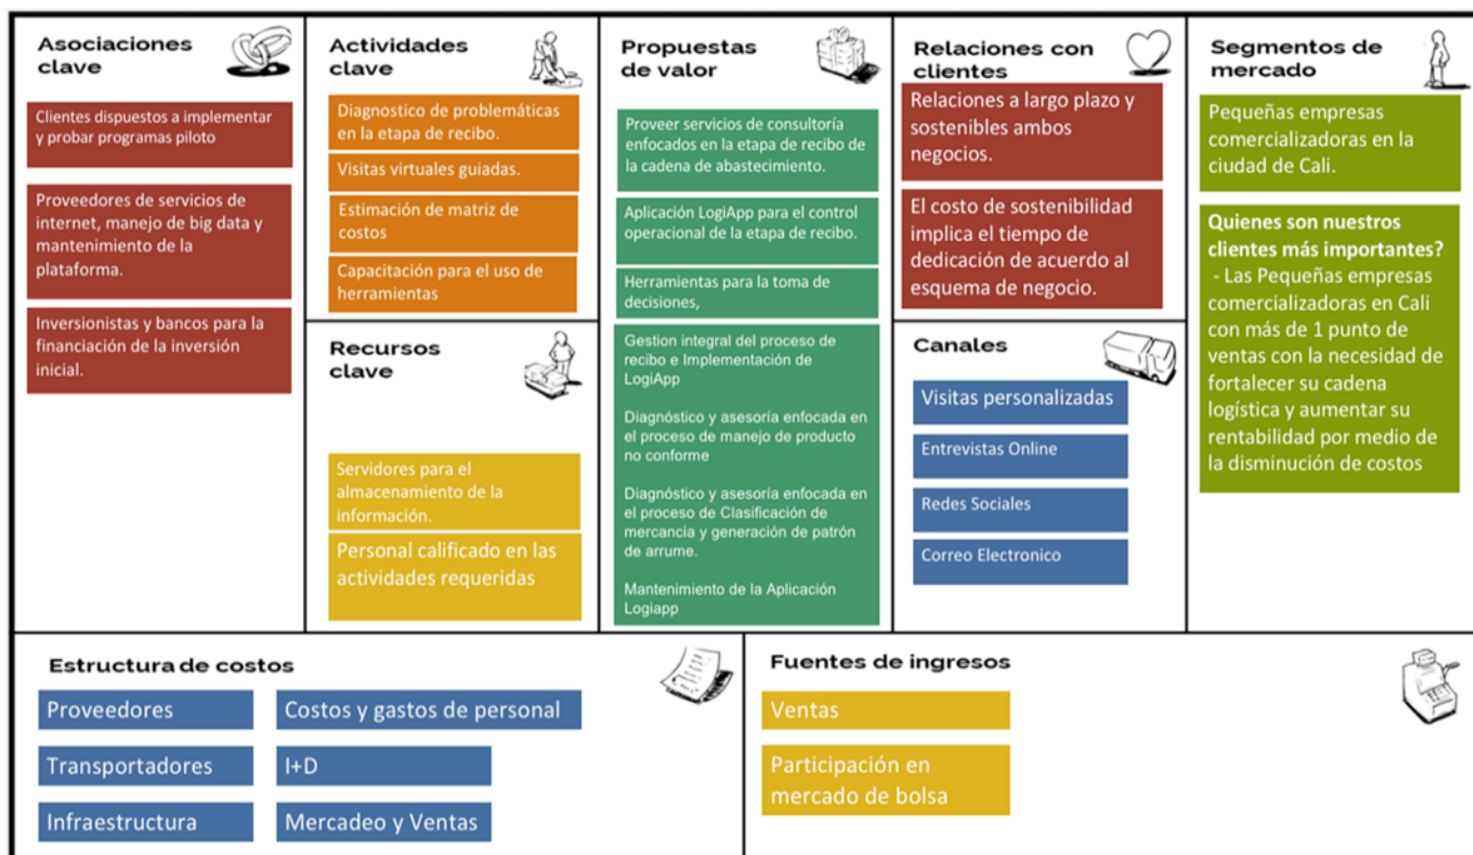 Asociaciones
clave
Clientes dispuestos a implementar
y probar programas piloto
Proveedores de servicios de
internet, manejo de big data y
mantenimiento de la
plataforma.
Inversionistas y bancos para la
financiación de la inversión
inicial.
Actividades
clave
Diagnostico de problemáticas
en la etapa de recibo.
Visitas virtuales guiadas.
Estimación de matriz de
costos
Capacitación para el uso de
herramientas
Recursos
clave
Servidores para el
almacenamiento de la
información.
Personal calificado en las
actividades requeridas
Propuestas
de valor
Proveer servicios de consultoría
enfocados en la etapa de recibo de
la cadena de abastecimiento.
Aplicación LogiApp para el control
operacional de la etapa de recibo.
Herramientas para la toma de
decisiones,
Gestion integral del proceso de
recibo e Implementación de
LogiApp
Diagnóstico y asesoría enfocada en
el proceso de manejo de producto
no conforme
Diagnóstico y asesoría enfocada en
el proceso de Clasificación de
mercancia y generación de patrón
de arrume.
Mantenimiento de la Aplicación
Logiapp
Relaciones con
clientes
Relaciones a largo plazo y
sostenibles ambos
negocios.
El costo de sostenibilidad
implica el tiempo de
dedicación de acuerdo al
esquema de negocio.
Canales
Visitas personalizadas
Entrevistas Online
Redes Sociales
Correo Electronico
Segmentos de
mercado
Pequeñas empresas
comercializadoras en la
ciudad de Cali.
Quienes son nuestros
clientes más importantes?
- Las Pequeñas empresas
comercializadoras en Cali
con más de 1 punto de
ventas con la necesidad de
fortalecer su cadena
logística y aumentar su
rentabilidad por medio de
la disminución de costos
Estructura de costos
Proveedores
Costos y gastos de personal
Transportadores
I+D
Infraestructura
Mercadeo y Ventas
Fuentes de ingresos
Ventas
Participación en
mercado de bolsa